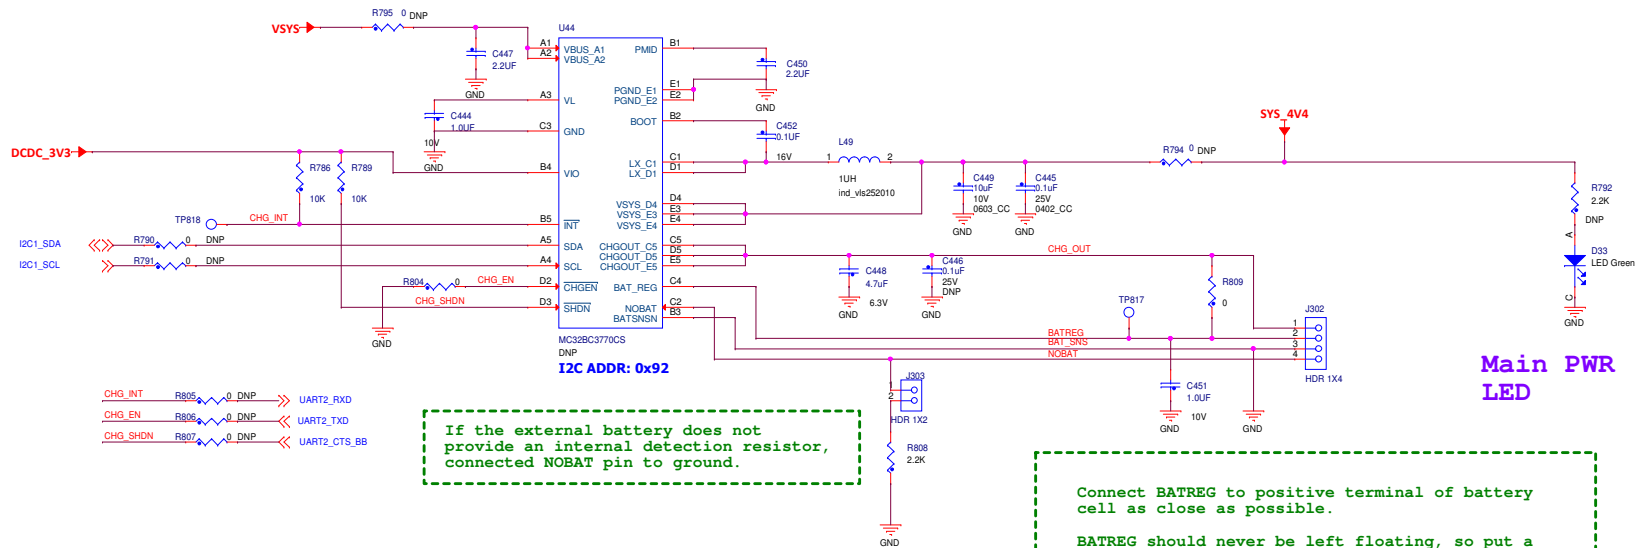 VSYS
R795 0 DNP
C447
2.2UF
GND
U44
A1 VBUS_A1
A2 VBUS_A2
A3 VL
C3 GND
B4 VIO
B5 INT
A5 SDA
A4 SCL
D2 CHGEN
D3 SHDN
PMID B1
PGND_E1 E1
PGND_E2 E2
BOOT B2
LX_C1 C1
LX_D1 D1
VSYS_D4 D4
VSYS_E3 E3
VSYS_E4 E4
CHGOUT_C5 C5
CHGOUT_D5 D5
CHGOUT_E5 E5
BAT_REG C4
NOBAT C2
BATSNSN B3
MC32BC3770CS
DNP
I2C ADDR: 0x92
C444
1.0UF
10V
GND
DCDC_3V3
R786
10K
R789
10K
TP818
CHG_INT
I2C1_SDA
R790 0 DNP
I2C1_SCL
R791 0 DNP
R804 0
CHG_EN
CHG_SHDN
GND
C450
2.2UF
GND
C452
0.1UF
16V
L49
1 2
1UH
ind_vls252010
C449
10uF
10V
0603_CC
GND
C445
0.1uF
25V
0402_CC
GND
R794 0 DNP
SYS_4V4
R792
2.2K
DNP
A
D33
LED Green
C
GND
CHG_OUT
C448
4.7uF
6.3V
GND
C446
0.1uF
25V
DNP
GND
R809
0
TP817
BATREG
BAT_SNS
NOBAT
J302
1
2
3
4
HDR 1X4
C451
1.0UF
10V
GND
GND
Main PWR
LED
J303
1
2
HDR 1X2
R808
2.2K
GND
CHG_INT R805 0 DNP UART2_RXD
CHG_EN R806 0 DNP UART2_TXD
CHG_SHDN R807 0 DNP UART2_CTS_BB
If the external battery does not
provide an internal detection resistor,
connected NOBAT pin to ground.
Connect BATREG to positive terminal of battery
cell as close as possible.
BATREG should never be left floating, so put a